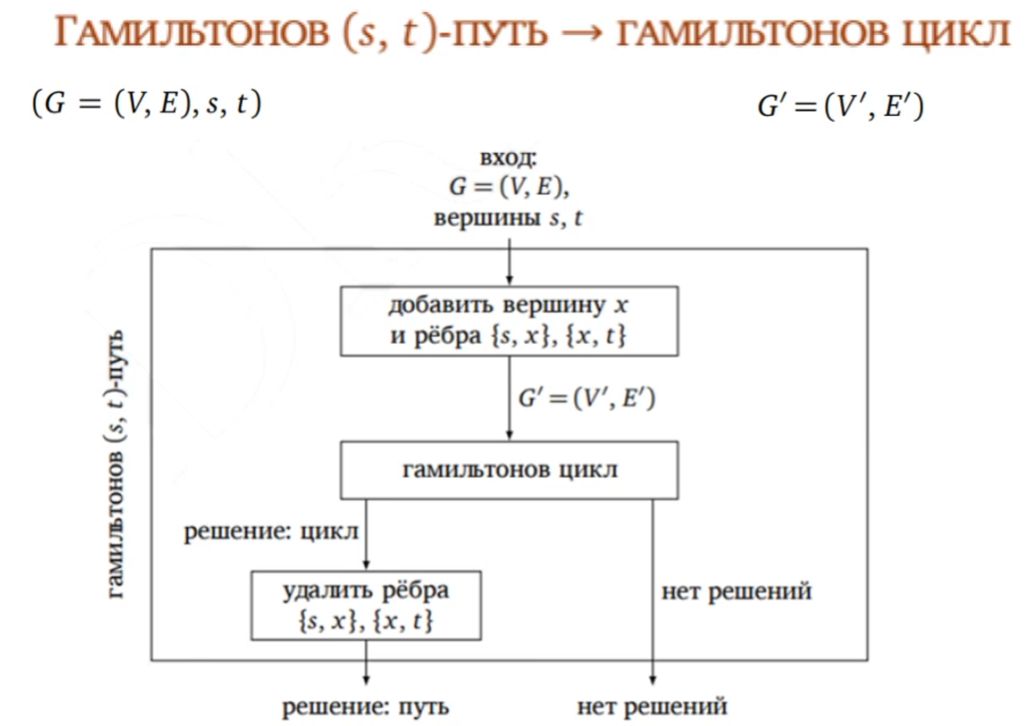 Гамильтонов (s, t)-путь → гамильтонов цикл
(G = (V, E), s, t)
G′ = (V′, E′)
вход:
G = (V, E),
вершины s, t
добавить вершину x
и рёбра {s, x}, {x, t}
G′ = (V′, E′)
гамильтонов (s, t)-путь
гамильтонов цикл
решение: цикл
удалить рёбра
{s, x}, {x, t}
нет решений
решение: путь
нет решений